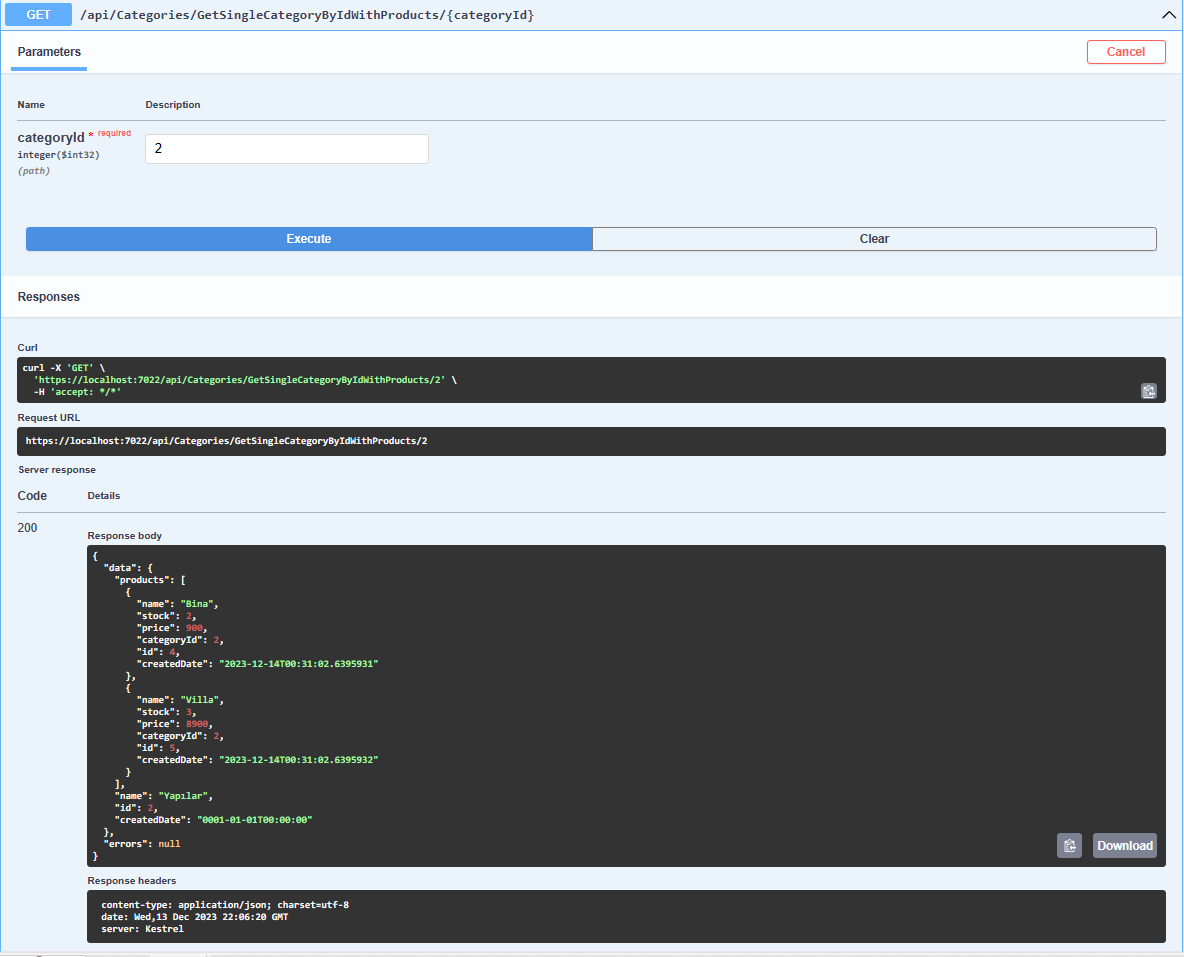 GET /api/Categories/GetSingleCategoryByIdWithProducts/{categoryId}
Parameters
Cancel
Name Description
categoryId * required
integer($int32)
(path)
2
Execute Clear
Responses
Curl
curl -X 'GET' \
  'https://localhost:7022/api/Categories/GetSingleCategoryByIdWithProducts/2' \
  -H 'accept: */*'
Request URL
https://localhost:7022/api/Categories/GetSingleCategoryByIdWithProducts/2
Server response
Code Details
200
Response body
{
  "data": {
    "products": [
      {
        "name": "Bina",
        "stock": 2,
        "price": 900,
        "categoryId": 2,
        "id": 4,
        "createdDate": "2023-12-14T00:31:02.6395931"
      },
      {
        "name": "Villa",
        "stock": 3,
        "price": 8900,
        "categoryId": 2,
        "id": 5,
        "createdDate": "2023-12-14T00:31:02.6395932"
      }
    ],
    "name": "Yapılar",
    "id": 2,
    "createdDate": "0001-01-01T00:00:00"
  },
  "errors": null
}
Download
Response headers
content-type: application/json; charset=utf-8
date: Wed,13 Dec 2023 22:06:20 GMT
server: Kestrel